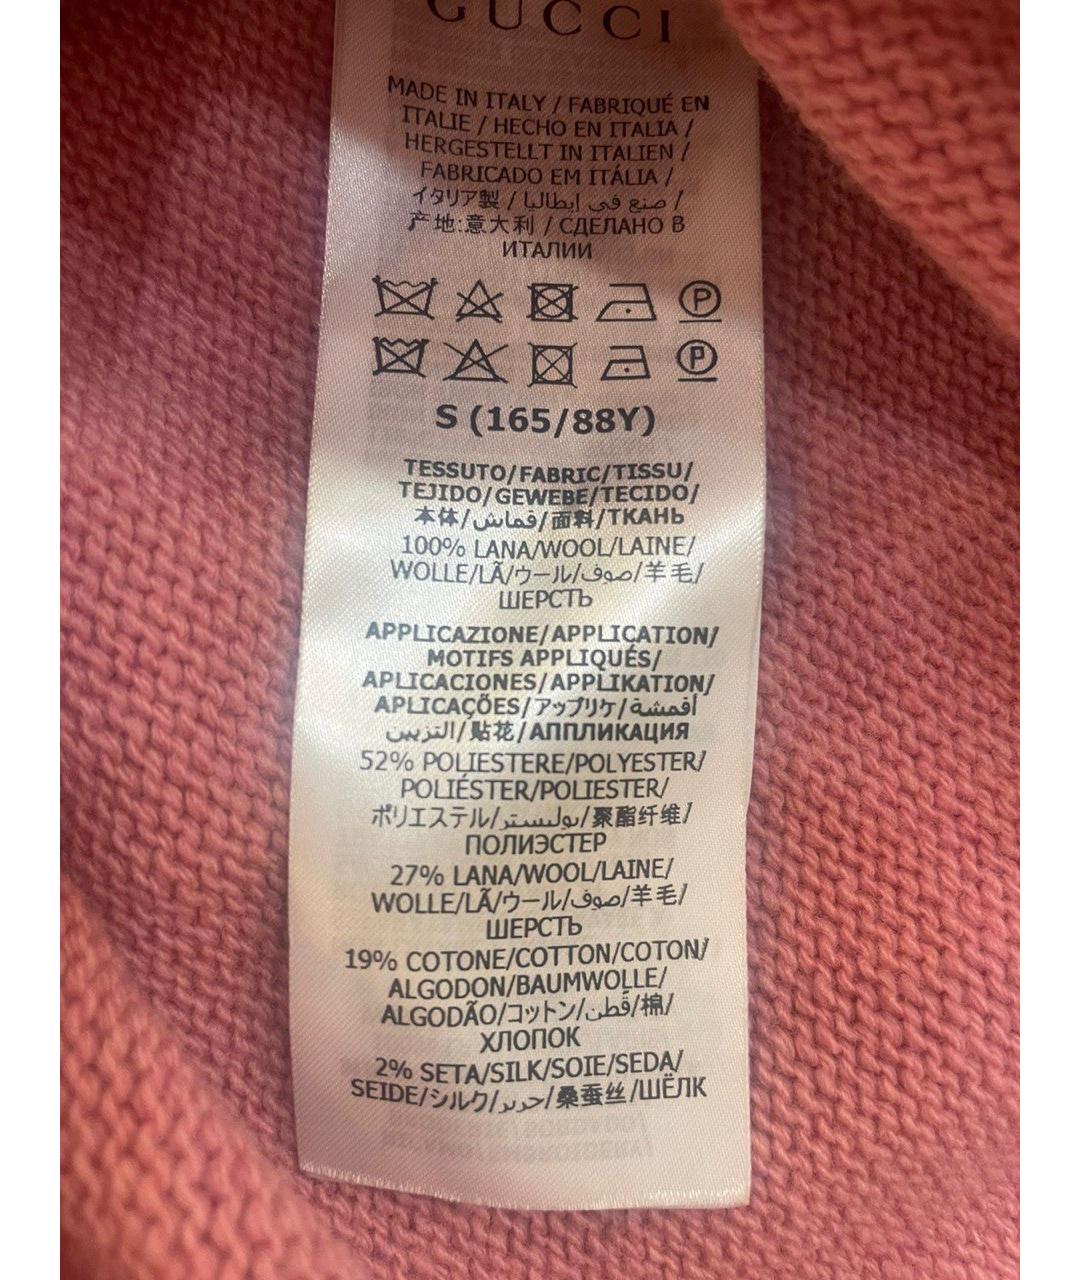 GUCCI
MADE IN ITALY / FABRIQUÉ EN
ITALIE / HECHO EN ITALIA /
HERGESTELLT IN ITALIEN /
FABRICADO EM ITÁLIA /
イタリア製 / صنع في إيطاليا /
产地:意大利 / СДЕЛАНО В
ИТАЛИИ
P
P
S (165/88Y)
TESSUTO/FABRIC/TISSU/
TEJIDO/GEWEBE/TECIDO/
本体/قماش/面料/ТКАНЬ
100% LANA/WOOL/LAINE/
WOLLE/LÃ/ウール/صوف/羊毛/
ШЕРСТЬ
APPLICAZIONE/APPLICATION/
MOTIFS APPLIQUÉS/
APLICACIONES/APPLIKATION/
APLICAÇÕES/アップリケ/أقمشة
التزيين/贴花/АППЛИКАЦИЯ
52% POLIESTERE/POLYESTER/
POLIÉSTER/POLIESTER/
ポリエステル/بوليستر/聚酯纤维/
ПОЛИЭСТЕР
27% LANA/WOOL/LAINE/
WOLLE/LÃ/ウール/صوف/羊毛/
ШЕРСТЬ
19% COTONE/COTTON/COTON/
ALGODON/BAUMWOLLE/
ALGODÃO/コットン/قطن/棉/
ХЛОПОК
2% SETA/SILK/SOIE/SEDA/
SEIDE/シルク/حرير/桑蚕丝/ШЁЛК